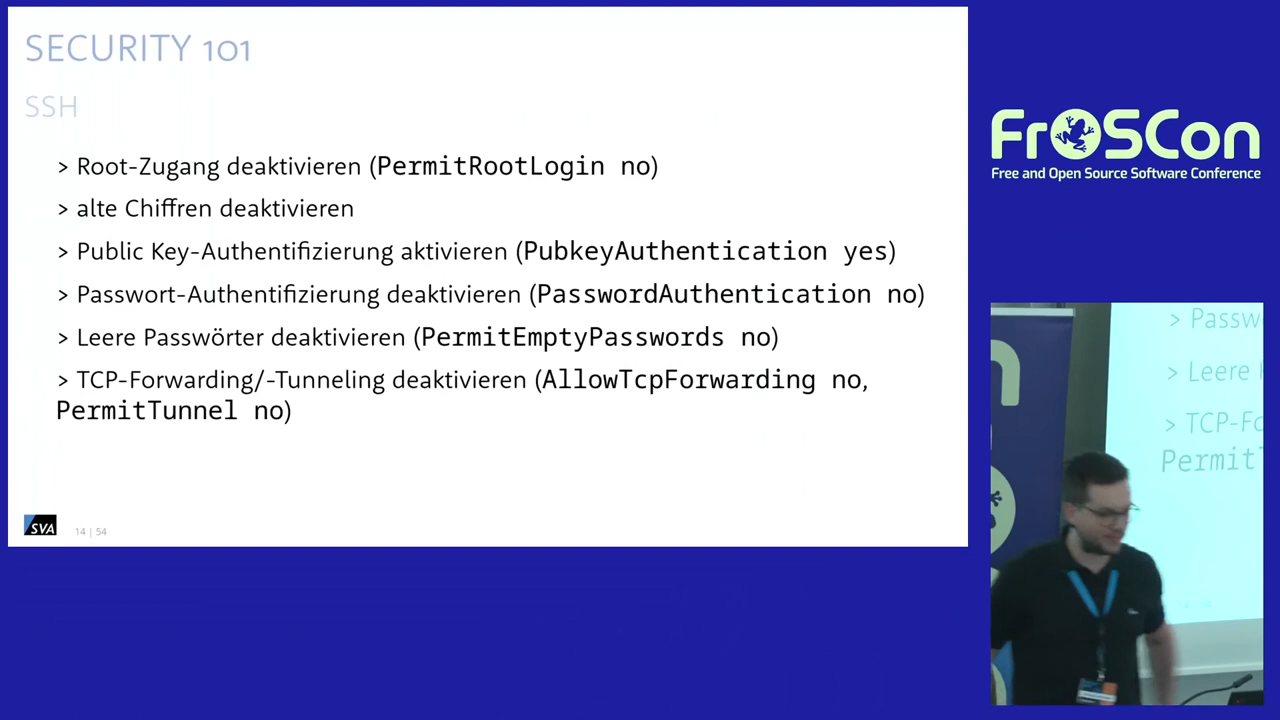 SECURITY 101
SSH
> Root-Zugang deaktivieren (PermitRootLogin no)
> alte Chiffren deaktivieren
> Public Key-Authentifizierung aktivieren (PubkeyAuthentication yes)
> Passwort-Authentifizierung deaktivieren (PasswordAuthentication no)
> Leere Passwörter deaktivieren (PermitEmptyPasswords no)
> TCP-Forwarding/-Tunneling deaktivieren (AllowTcpForwarding no,
PermitTunnel no)
SVA
14 | 54
FrOSCon
Free and Open Source Software Conference
> Passw
> Leere
> TCP-Fo
Permit